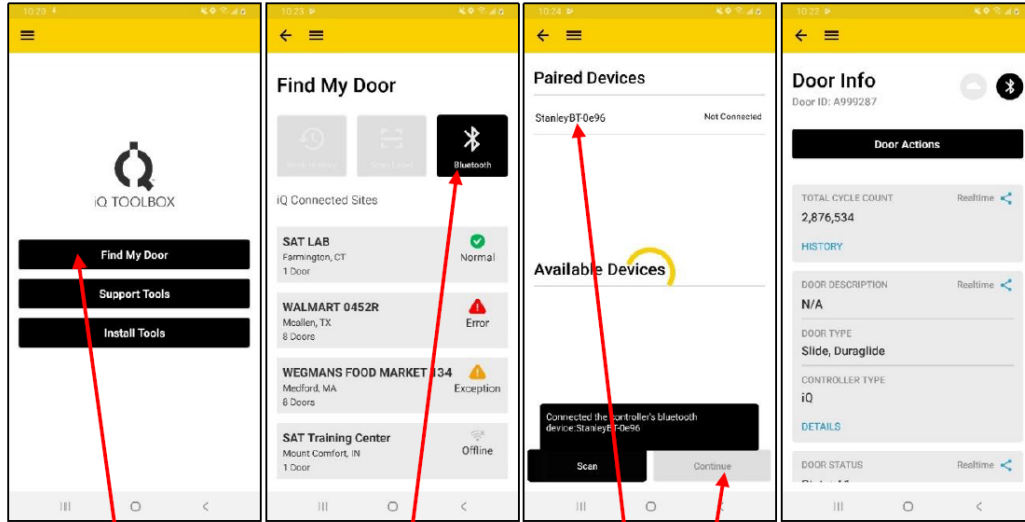 10:20
iQ TOOLBOX
Find My Door
Support Tools
Install Tools
10:23
Find My Door
Bluetooth
iQ Connected Sites
SAT LAB
Farmington, CT
1 Door
Normal
WALMART 0452R
Mcallen, TX
8 Doors
Error
WEGMANS FOOD MARKET 134
Medford, MA
8 Doors
Exception
SAT Training Center
Mount Comfort, IN
1 Door
Offline
10:24
Paired Devices
StanleyBT-0e96
Not Connected
Available Devices
Connected the controller's bluetooth
device:StanleyBT-0e96
Scan
Continue
10:22
Door Info
Door ID: A999287
Door Actions
TOTAL CYCLE COUNT
Realtime
2,876,534
HISTORY
DOOR DESCRIPTION
Realtime
N/A
DOOR TYPE
Slide, Duraglide
CONTROLLER TYPE
iQ
DETAILS
DOOR STATUS
Realtime